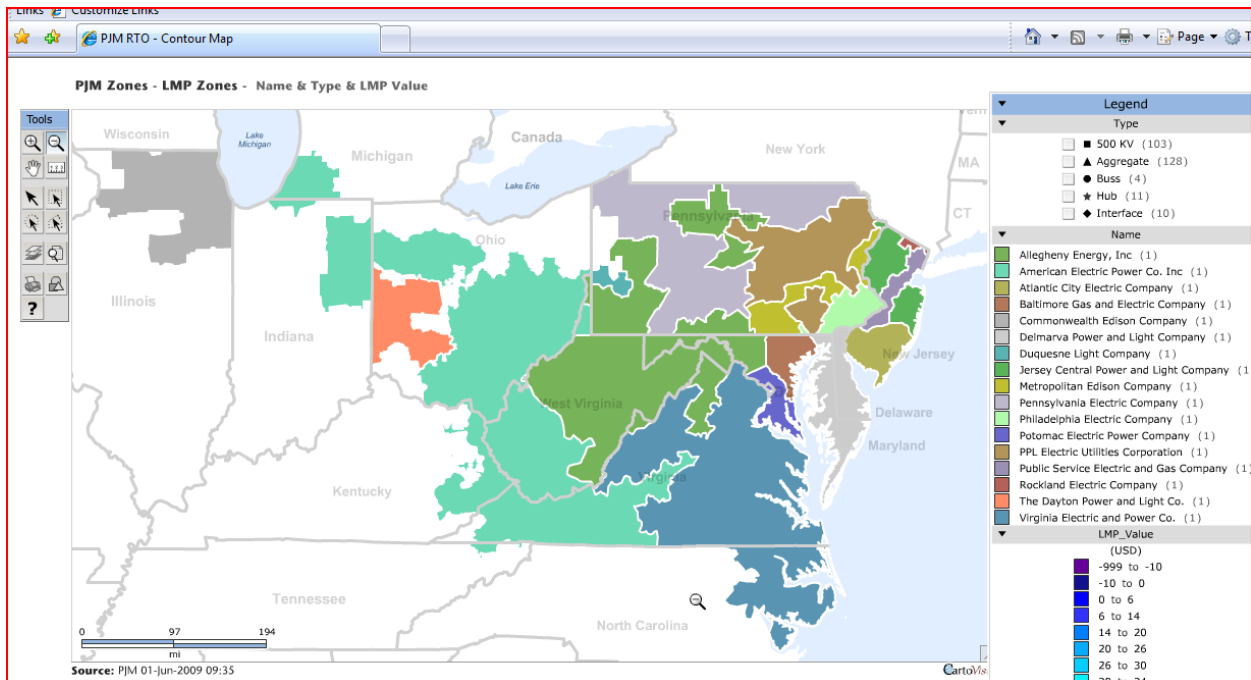 Links Customize Links
PJM RTO - Contour Map
Page
PJM Zones - LMP Zones - Name & Type & LMP Value
Tools
?
Wisconsin
Lake Michigan
Michigan
Canada
Lake Erie
New York
MA
CT
Pennsylvania
Ohio
Illinois
Indiana
New Jersey
West Virginia
Delaware
Maryland
Kentucky
Virginia
Tennessee
North Carolina
0 97 194
mi
Source: PJM 01-Jun-2009 09:35
Legend
Type
500 KV (103)
Aggregate (128)
Buss (4)
Hub (11)
Interface (10)
Name
Allegheny Energy, Inc (1)
American Electric Power Co. Inc (1)
Atlantic City Electric Company (1)
Baltimore Gas and Electric Company (1)
Commonwealth Edison Company (1)
Delmarva Power and Light Company (1)
Duquesne Light Company (1)
Jersey Central Power and Light Company (1
Metropolitan Edison Company (1)
Pennsylvania Electric Company (1)
Philadelphia Electric Company (1)
Potomac Electric Power Company (1)
PPL Electric Utilities Corporation (1)
Public Service Electric and Gas Company (1)
Rockland Electric Company (1)
The Dayton Power and Light Co. (1)
Virginia Electric and Power Co. (1)
LMP_Value
(USD)
-999 to -10
-10 to 0
0 to 6
6 to 14
14 to 20
20 to 26
26 to 30